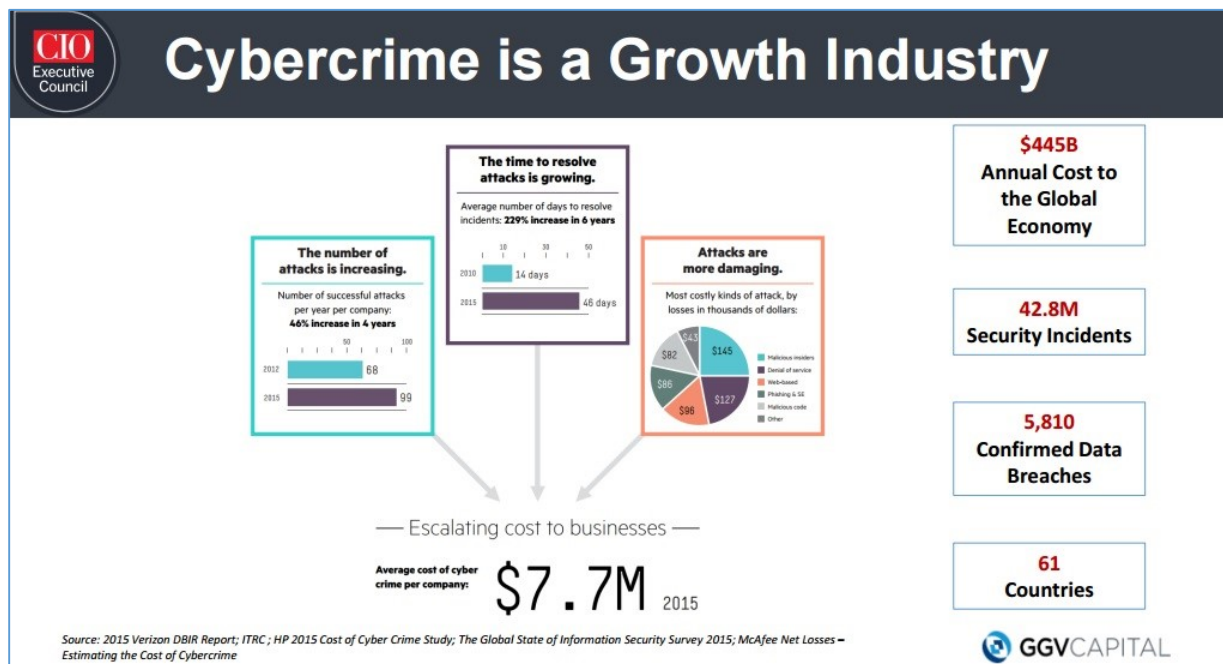 CIO
Executive
Council
Cybercrime is a Growth Industry
The number of
attacks is increasing.
Number of successful attacks
per year per company:
46% increase in 4 years
50 100
2012 68
2015 99
The time to resolve
attacks is growing.
Average number of days to resolve
incidents: 229% increase in 6 years
10 30 50
2010 14 days
2015 46 days
Attacks are
more damaging.
Most costly kinds of attack, by
losses in thousands of dollars:
$43
$145
$82
$86
$127
$96
Malicious insiders
Denial of service
Web-based
Phishing & SE
Malicious code
Other
Escalating cost to businesses
Average cost of cyber
crime per company:
$7.7M 2015
$445B
Annual Cost to
the Global
Economy
42.8M
Security Incidents
5,810
Confirmed Data
Breaches
61
Countries
Source: 2015 Verizon DBIR Report; ITRC ; HP 2015 Cost of Cyber Crime Study; The Global State of Information Security Survey 2015; McAfee Net Losses –
Estimating the Cost of Cybercrime
GGVCAPITAL